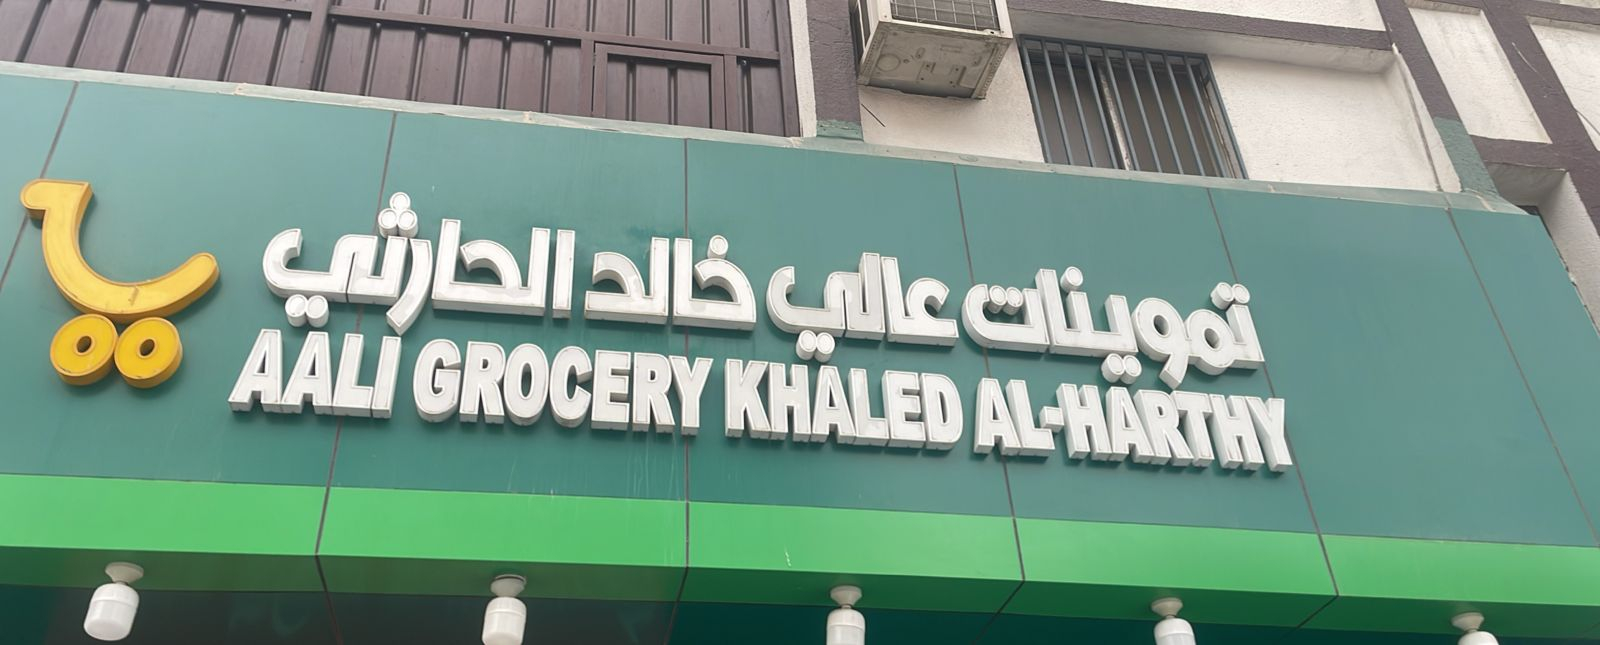 تموينات عالي خالد الحارثي
AALI GROCERY KHALED AL-HARTHY